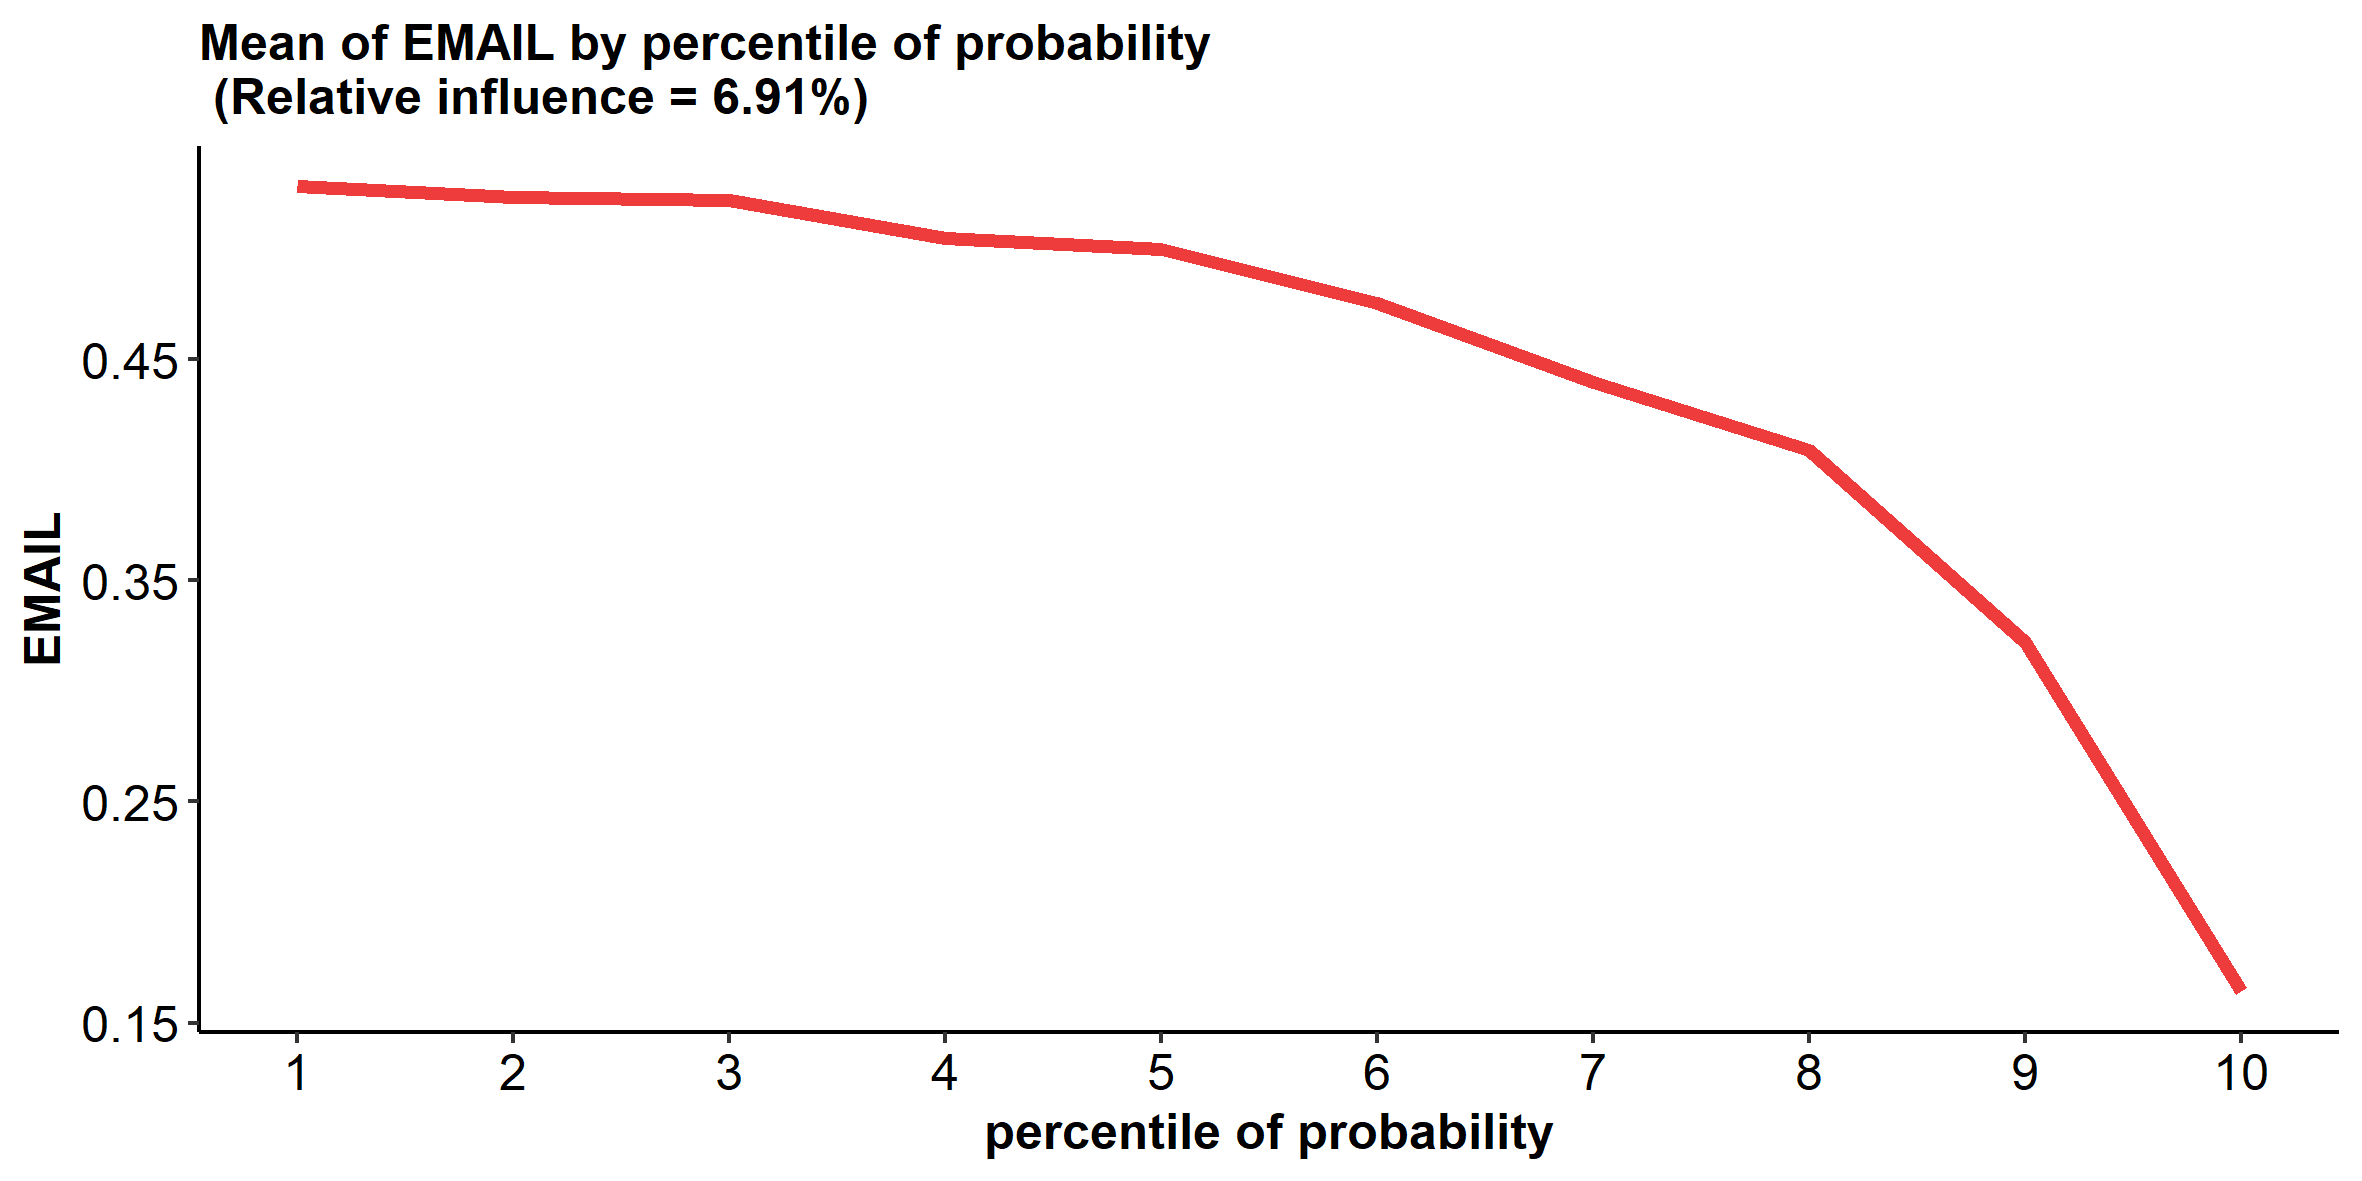 Mean of EMAIL by percentile of probability
(Relative influence = 6.91%)
EMAIL
0.45
0.35
0.25
0.15
1 2 3 4 5 6 7 8 9 10
percentile of probability